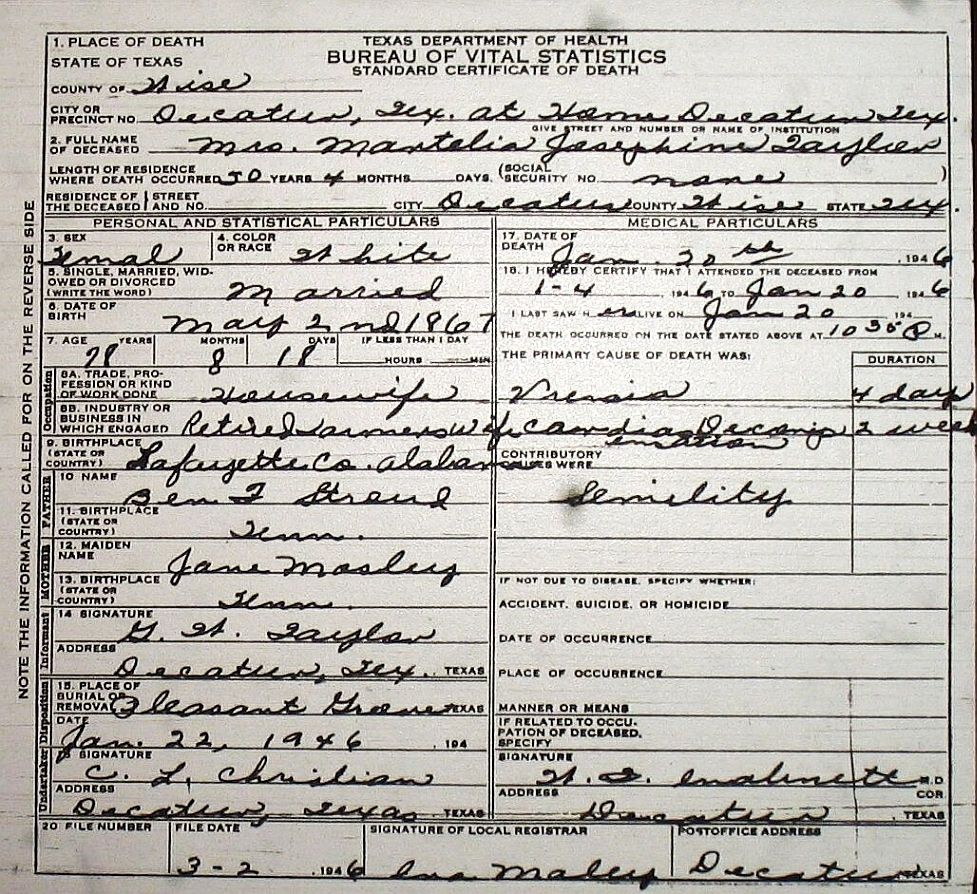 TEXAS DEPARTMENT OF HEALTH
BUREAU OF VITAL STATISTICS
STANDARD CERTIFICATE OF DEATH
1. PLACE OF DEATH
STATE OF TEXAS
COUNTY OF Wise
CITY OR PRECINCT NO. Decatur, Tex. at Home Decatur Tex.
GIVE STREET AND NUMBER OR NAME OF INSTITUTION
2. FULL NAME OF DECEASED Mrs. Martelia Josephine Taylor
LENGTH OF RESIDENCE WHERE DEATH OCCURRED 50 YEARS 4 MONTHS DAYS. (SOCIAL SECURITY NO. none )
RESIDENCE OF THE DECEASED STREET AND NO. CITY Decatur COUNTY Wise STATE Tex.
PERSONAL AND STATISTICAL PARTICULARS
3. SEX Femal
4. COLOR OR RACE White
5. SINGLE, MARRIED, WIDOWED OR DIVORCED (WRITE THE WORD) Married
6. DATE OF BIRTH May 2nd 1867
7. AGE 78 YEARS 8 MONTHS 18 DAYS IF LESS THAN 1 DAY HOURS MIN.
Occupation
8A. TRADE, PROFESSION OR KIND OF WORK DONE Housewife
8B. INDUSTRY OR BUSINESS IN WHICH ENGAGED Retired Farmers wife
9. BIRTHPLACE (STATE OR COUNTRY) Lafayette Co. Alabama
FATHER
10 NAME Ben F Stroud
11. BIRTHPLACE (STATE OR COUNTRY) Tenn.
MOTHER
12. MAIDEN NAME Jane Mosley
13. BIRTHPLACE (STATE OR COUNTRY) Tenn.
Informant
14 SIGNATURE G. W. Taylor
ADDRESS Decatur, Tex. TEXAS
Disposition
15. PLACE OF BURIAL OR REMOVAL Pleasant Grove TEXAS
DATE Jan. 22, 1946 , 194
Undertaker
SIGNATURE C. L. Christian
ADDRESS Decatur, Texas TEXAS
MEDICAL PARTICULARS
17. DATE OF DEATH Jan. 20th , 1946
18. I HEREBY CERTIFY THAT I ATTENDED THE DECEASED FROM
1-4 1946 TO Jan 20 1946
I LAST SAW HER ALIVE ON Jan 20 194
THE DEATH OCCURRED ON THE DATE STATED ABOVE AT 10 35 P M.
THE PRIMARY CAUSE OF DEATH WAS: DURATION
Uremia 4 day
Cardiac Decompensation 2 week
CONTRIBUTORY CAUSES WERE
Senility
IF NOT DUE TO DISEASE, SPECIFY WHETHER:
ACCIDENT, SUICIDE, OR HOMICIDE
DATE OF OCCURRENCE
PLACE OF OCCURRENCE
MANNER OR MEANS
IF RELATED TO OCCUPATION OF DECEASED, SPECIFY
SIGNATURE M.D
ADDRESS Decatur COR. TEXAS
20 FILE NUMBER
FILE DATE 3-2 1946
SIGNATURE OF LOCAL REGISTRAR
POSTOFFICE ADDRESS Decatur TEXAS
NOTE THE INFORMATION CALLED FOR ON THE REVERSE SIDE